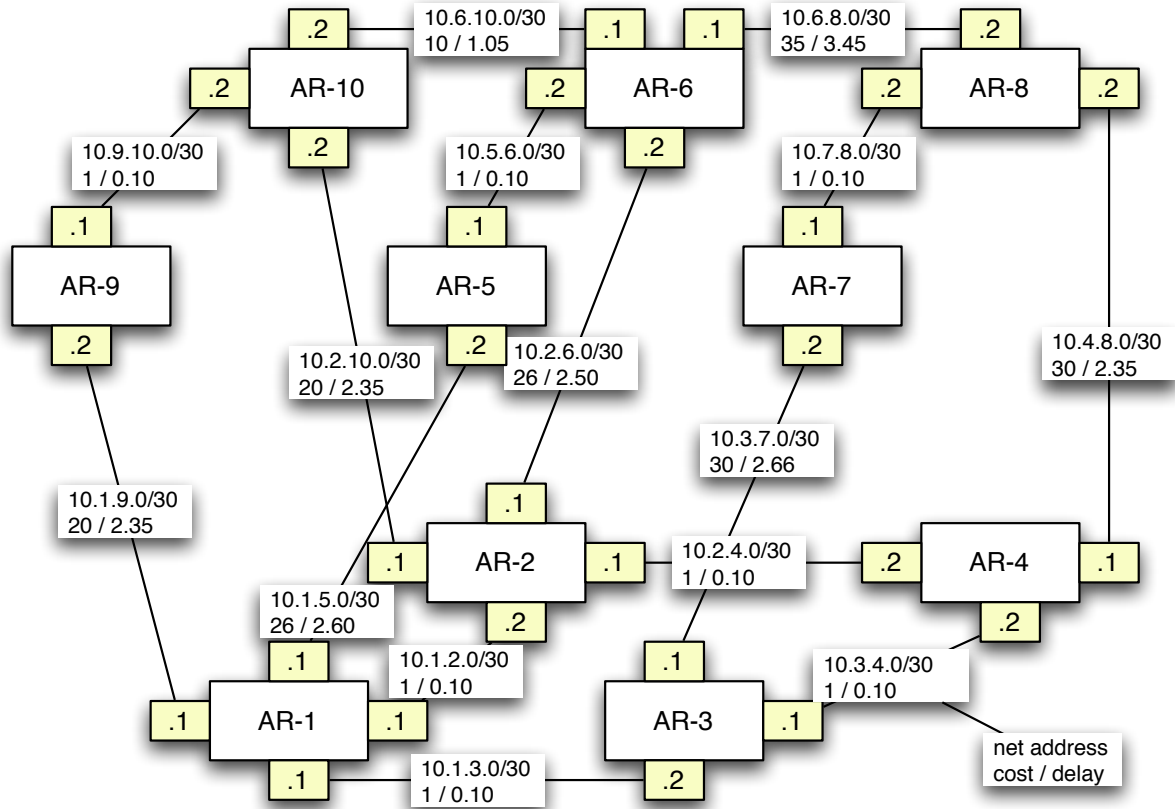 .2
10.6.10.0/30
10 / 1.05
.1
.1
10.6.8.0/30
35 / 3.45
.2
.2
AR-10
.2
AR-6
.2
AR-8
.2
.2
10.9.10.0/30
1 / 0.10
10.5.6.0/30
1 / 0.10
.2
10.7.8.0/30
1 / 0.10
.1
.1
.1
AR-9
AR-5
AR-7
.2
.2
.2
10.2.10.0/30
20 / 2.35
10.2.6.0/30
26 / 2.50
10.4.8.0/30
30 / 2.35
10.3.7.0/30
30 / 2.66
10.1.9.0/30
20 / 2.35
.1
.1
AR-2
.1
10.2.4.0/30
1 / 0.10
.2
AR-4
.1
10.1.5.0/30
26 / 2.60
.2
.2
.1
10.1.2.0/30
1 / 0.10
.1
10.3.4.0/30
1 / 0.10
.1
AR-1
.1
AR-3
.1
net address
cost / delay
.1
10.1.3.0/30
1 / 0.10
.2